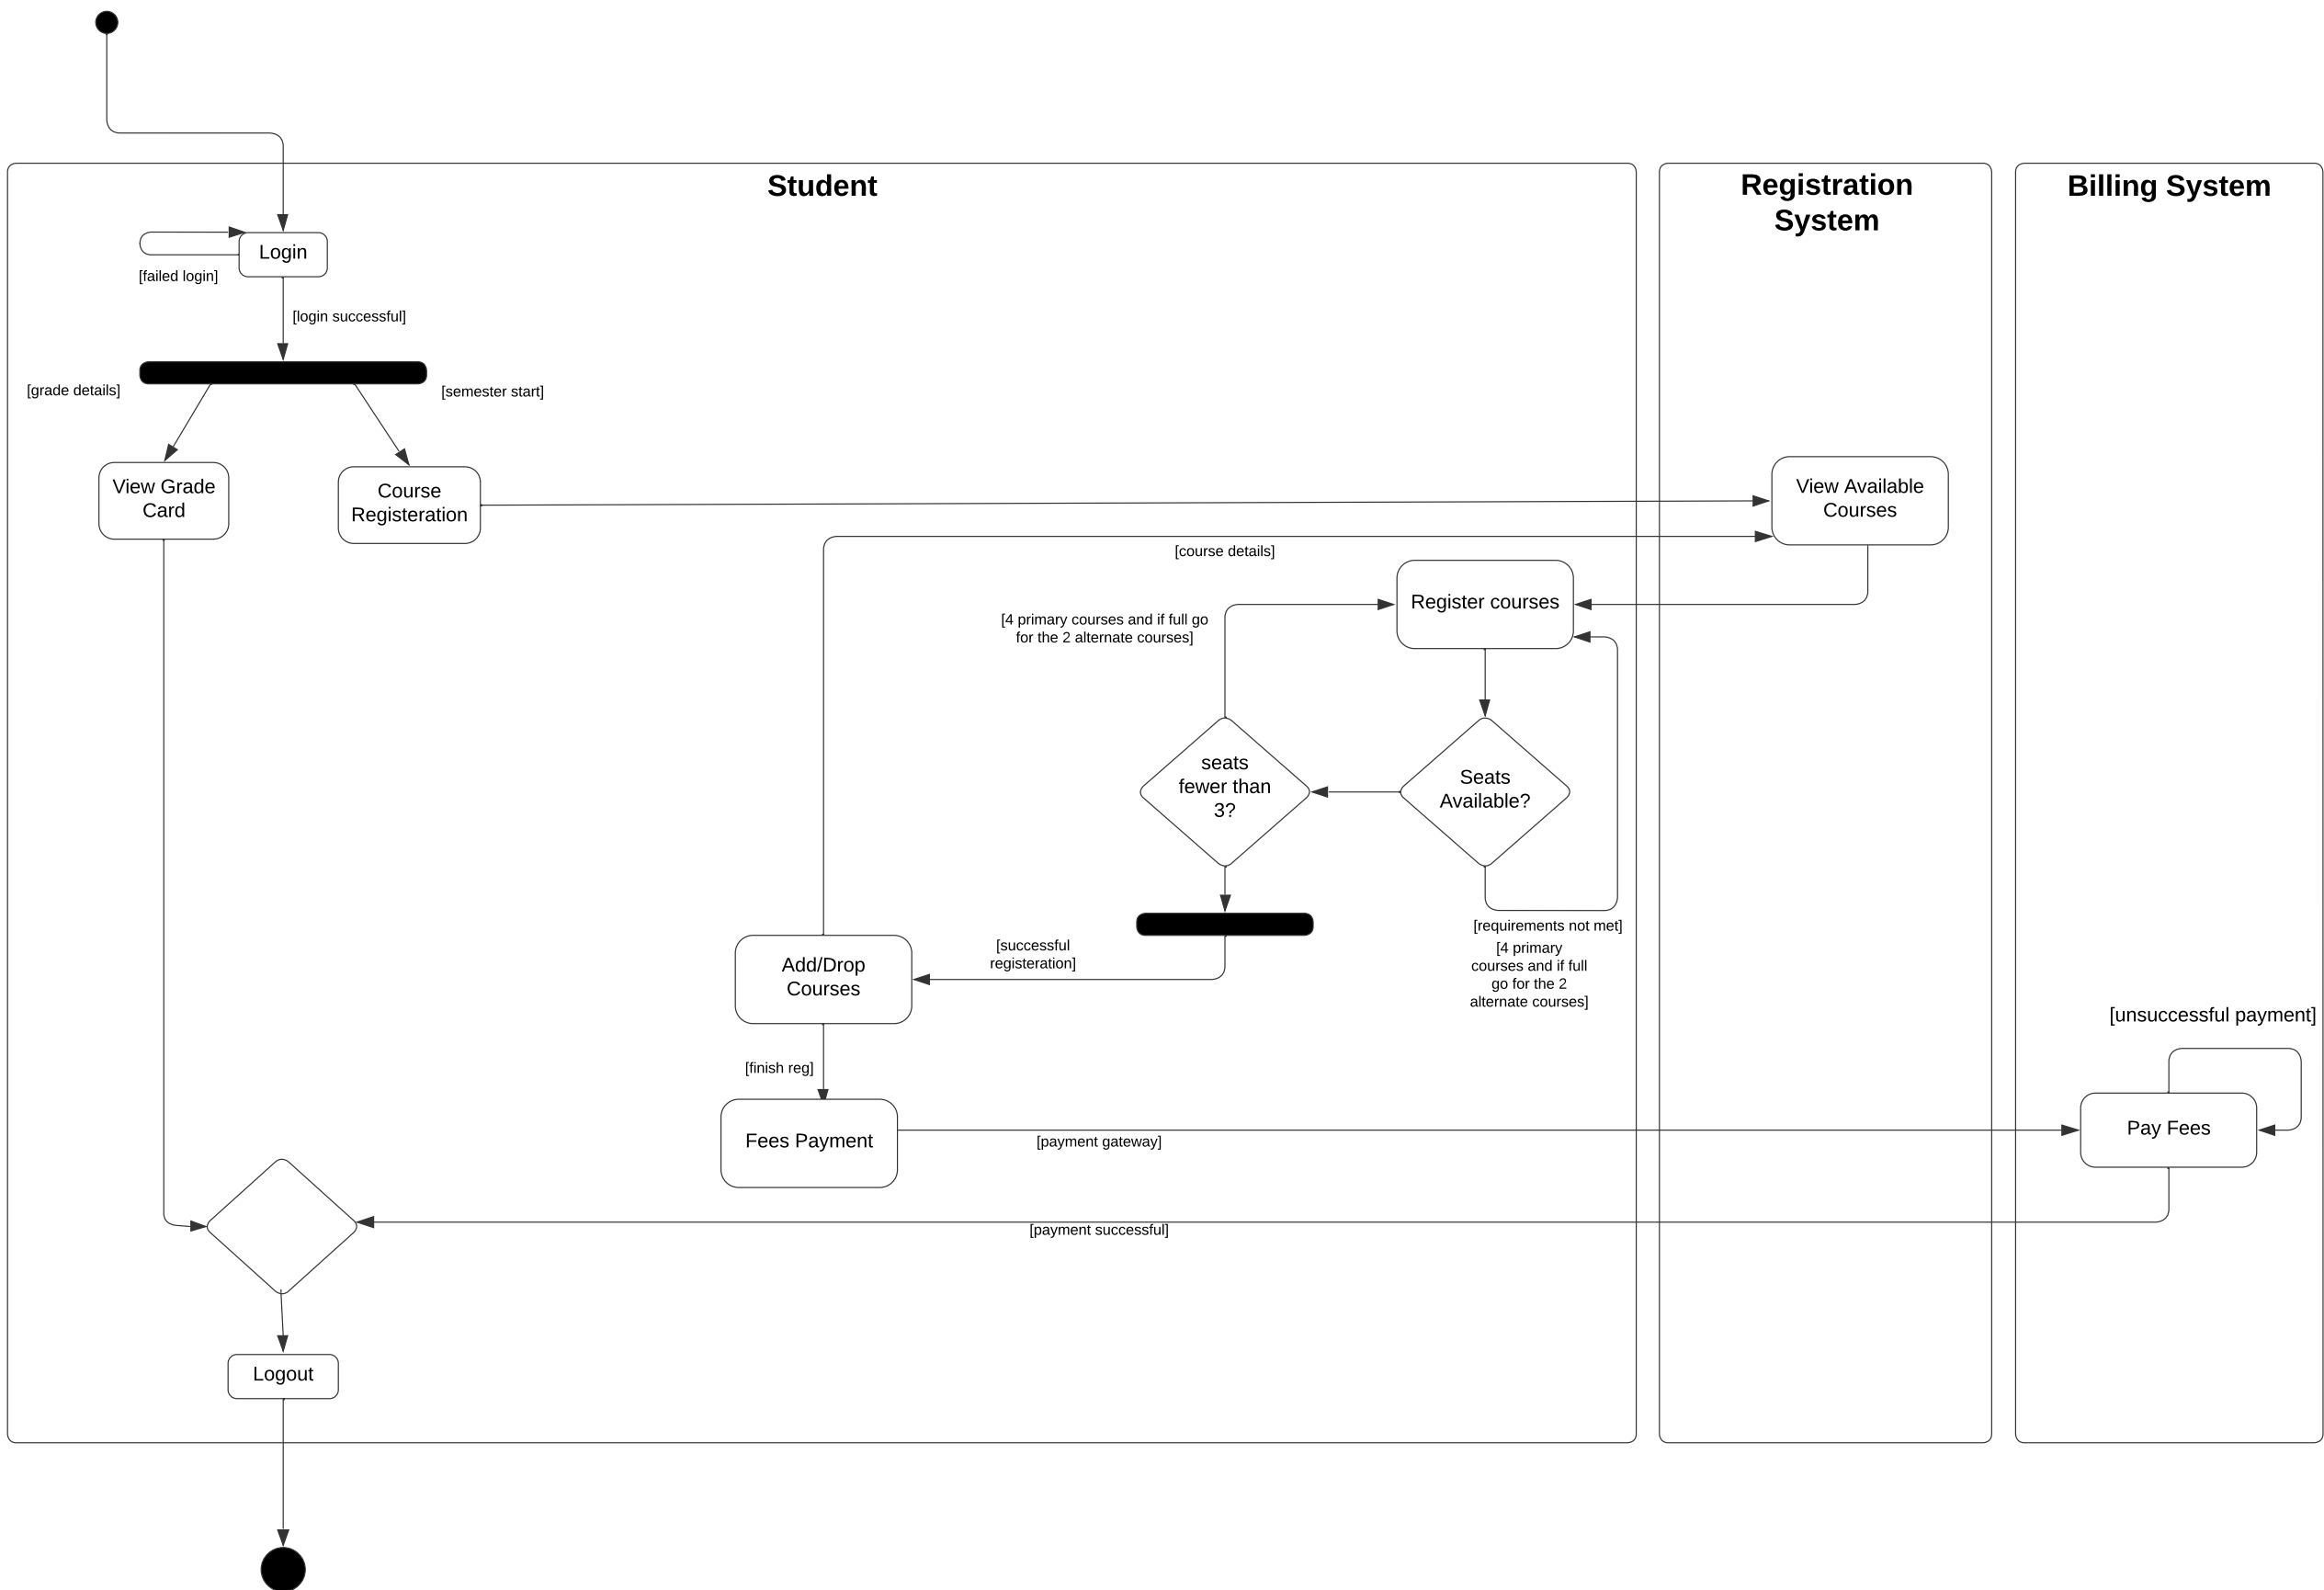 Student
Registration
System
Billing System
Login
[failed login]
[login successful]
[grade details]
[semester start]
View Grade
Card
Course
Registeration
View Available
Courses
[course details]
Register courses
[4 primary courses and if full go
for the 2 alternate courses]
seats
fewer than
3?
Seats
Available?
[requirements not met]
[4 primary
courses and if full
go for the 2
alternate courses]
[successful
registeration]
Add/Drop
Courses
[finish reg]
[unsuccessful payment]
Fees Payment
[payment gateway]
Pay Fees
[payment successful]
Logout